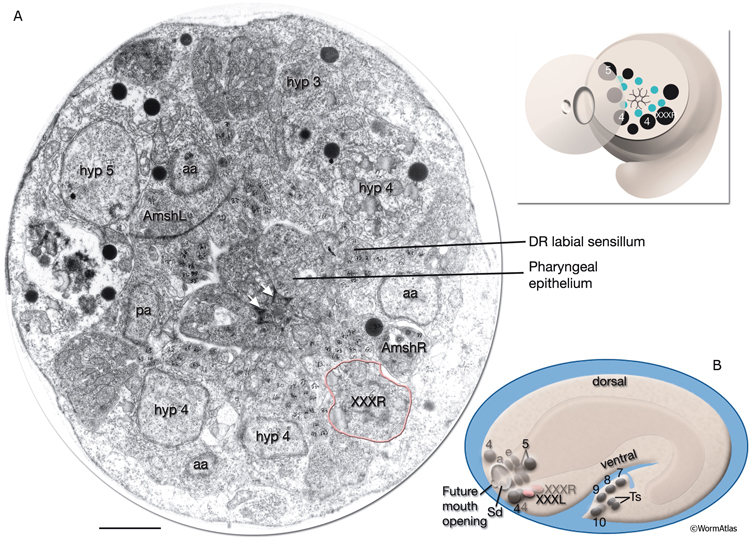 A
hyp 3
hyp 5
aa
hyp 4
AmshL
DR labial sensillum
Pharyngeal
epithelium
aa
pa
AmshR
XXXR
hyp 4
hyp 4
aa
5
4
4
XXXR
B
dorsal
4
e
5
a
ventral
7
8
9
10
Ts
XXXR
XXXL
4
4
Sd
Future
mouth
opening
©WormAtlas